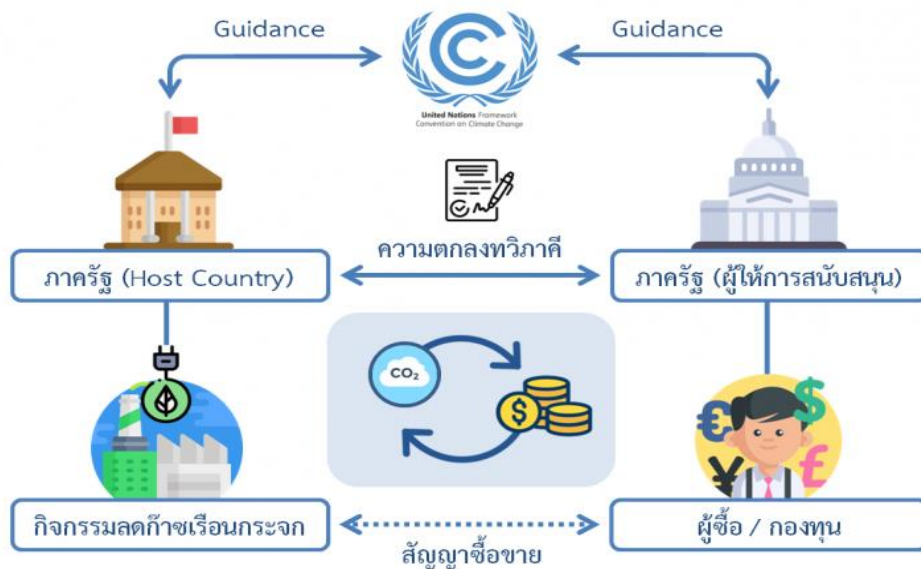 Guidance
Guidance
United Nations Framework
Convention on Climate Change
ความตกลงทวิภาคี
ภาครัฐ (Host Country)
ภาครัฐ (ผู้ให้การสนับสนุน)
CO₂
$
€
$
¥
£
กิจกรรมลดก๊าซเรือนกระจก
ผู้ซื้อ / กองทุน
สัญญาซื้อขาย